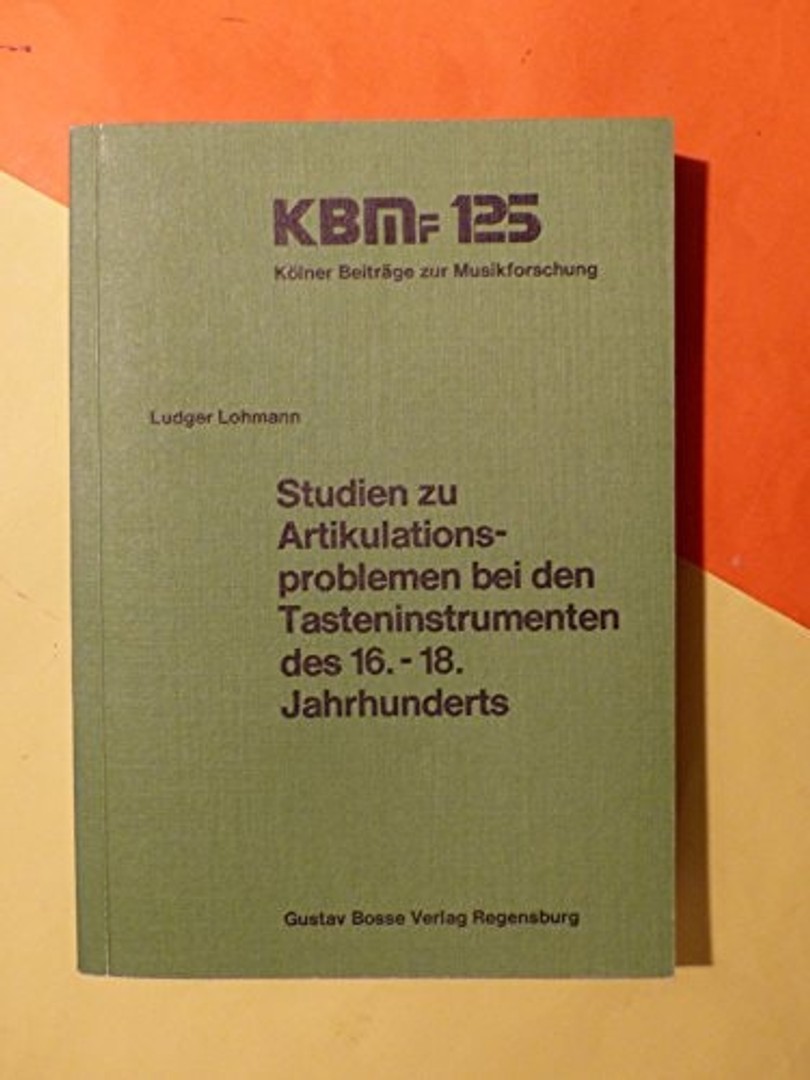 KBMF 125
Kölner Beiträge zur Musikforschung
Ludger Lohmann
Studien zu
Artikulations-
problemen bei den
Tasteninstrumenten
des 16.-18.
Jahrhunderts
Gustav Bosse Verlag Regensburg